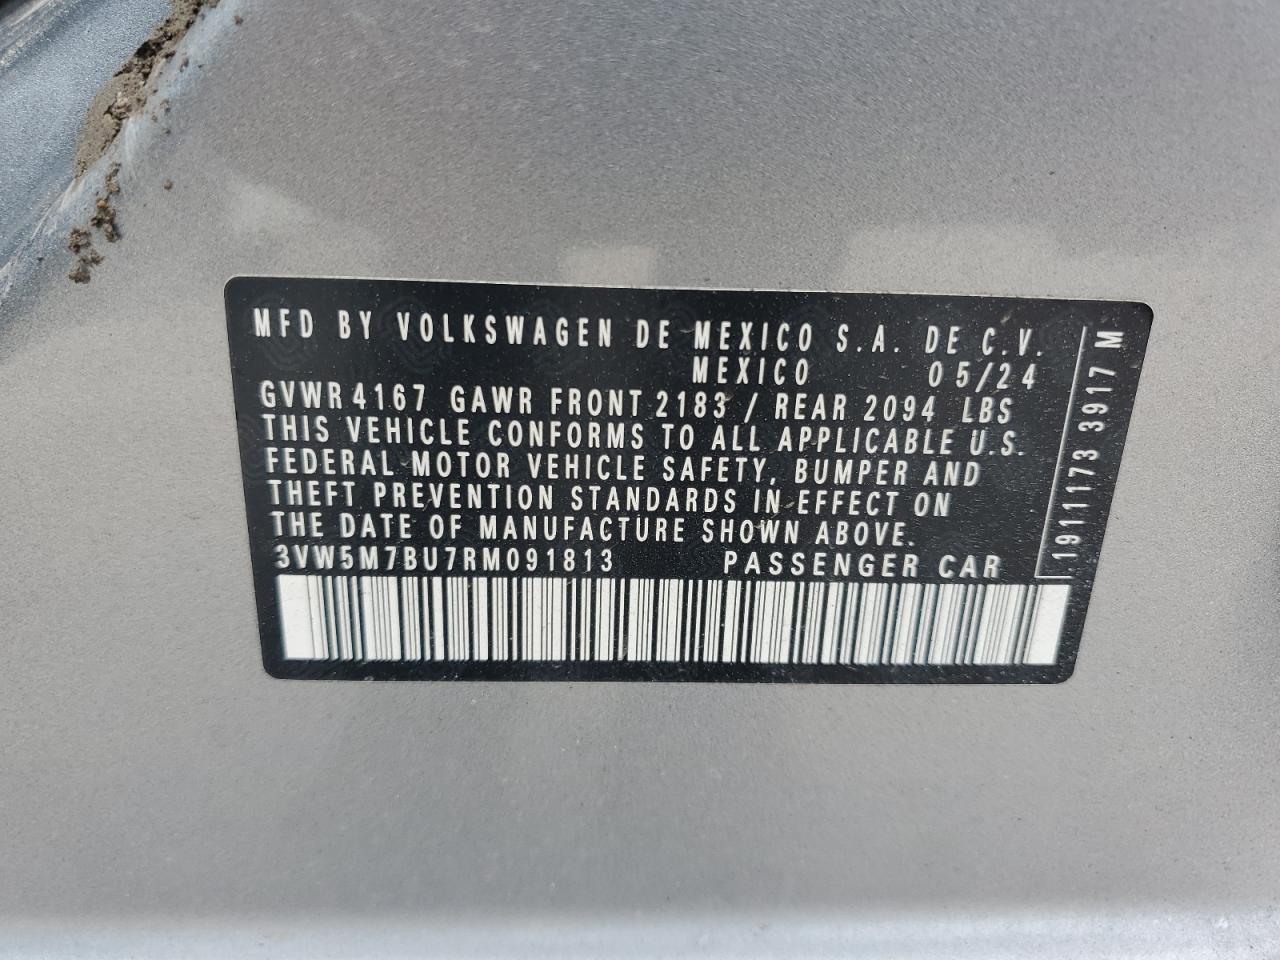 MFD BY VOLKSWAGEN DE MEXICO S.A. DE C.V.
MEXICO 05/24
GVWR 4167 GAWR FRONT 2183 / REAR 2094 LBS
THIS VEHICLE CONFORMS TO ALL APPLICABLE U.S.
FEDERAL MOTOR VEHICLE SAFETY, BUMPER AND
THEFT PREVENTION STANDARDS IN EFFECT ON
THE DATE OF MANUFACTURE SHOWN ABOVE.
3VW5M7BU7RM091813 PASSENGER CAR
1911173 3917 M